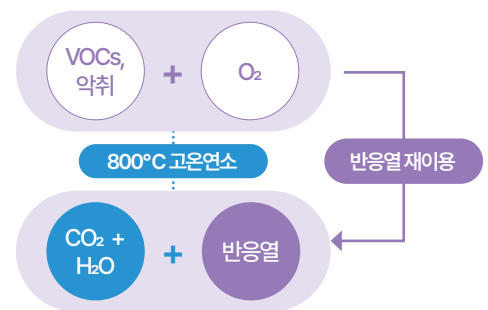 VOCs,
악취
+
O₂
800°C 고온연소
반응열 재이용
CO₂ +
H₂O
+
반응열